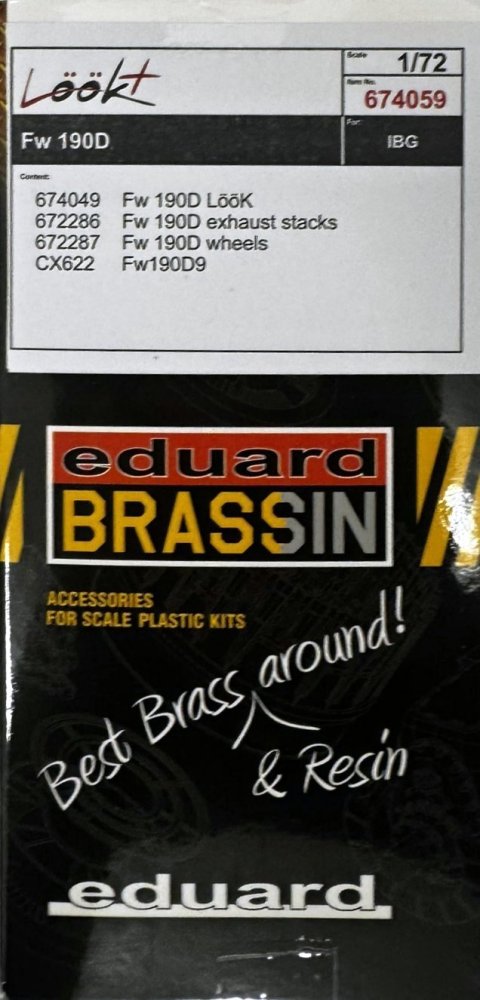 Löök+
Scale
1/72
Item No.
674059
Fw 190D
For:
IBG
Content:
674049 Fw 190D LööK
672286 Fw 190D exhaust stacks
672287 Fw 190D wheels
CX622 Fw190D9
eduard
BRASSIN
ACCESSORIES
FOR SCALE PLASTIC KITS
Best Brass around!
& Resin
eduard